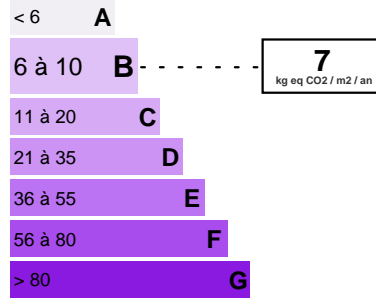 < 6 A
6 à 10 B
7
kg eq CO2 / m2 / an
11 à 20 C
21 à 35 D
36 à 55 E
56 à 80 F
> 80 G